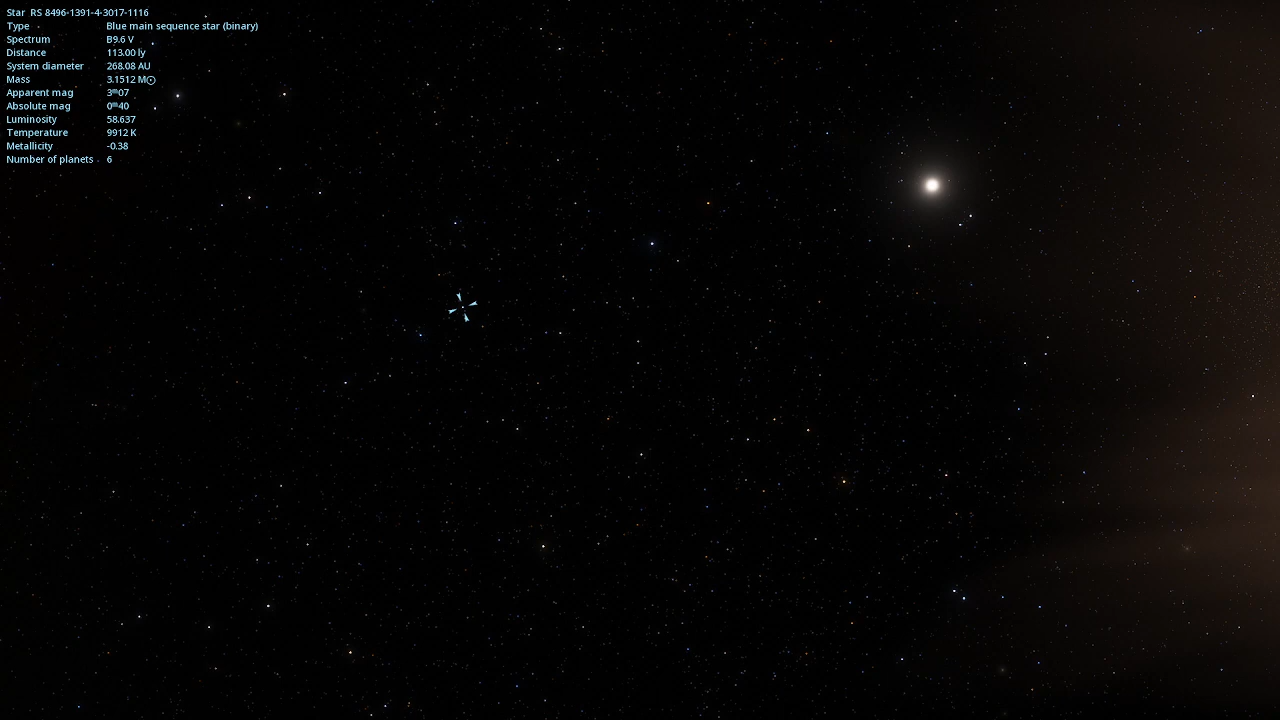 Star RS 8496-1391-4-3017-1116
Type Blue main sequence star (binary)
Spectrum B9.6 V
Distance 113.00 ly
System diameter 268.08 AU
Mass 3.1512 M☉
Apparent mag 3ᵐ07
Absolute mag 0ᵐ40
Luminosity 58.637
Temperature 9912 K
Metallicity -0.38
Number of planets 6